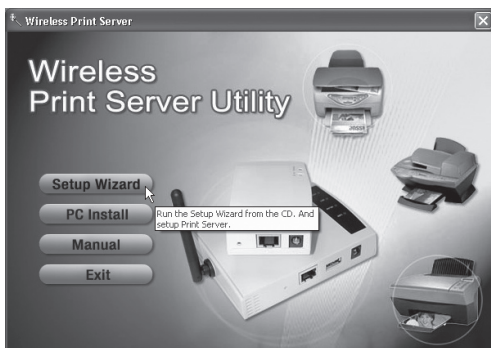 Wireless Print Server
Wireless
Print Server Utility
Setup Wizard
Run the Setup Wizard from the CD. And
setup Print Server.
PC Install
Manual
Exit